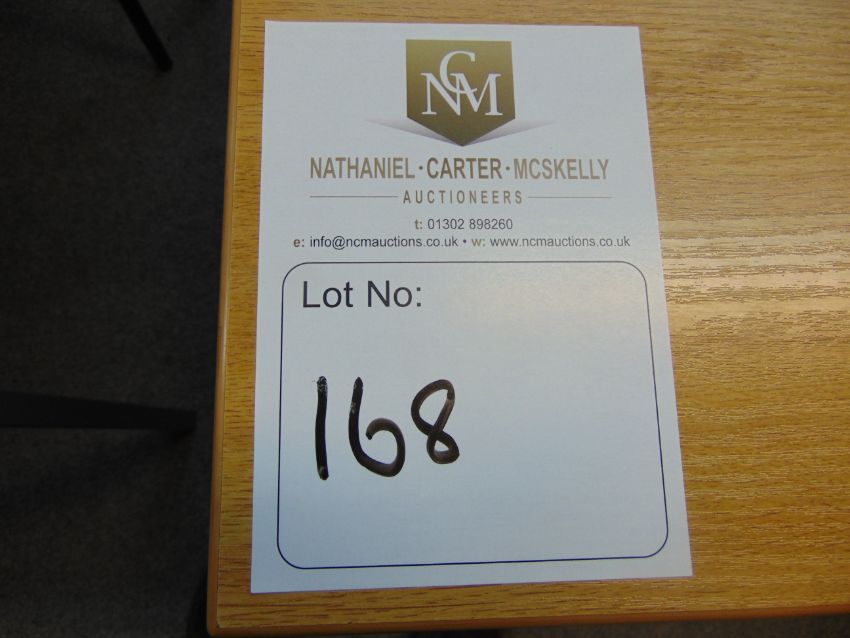 NCM
NATHANIEL · CARTER · MCSKELLY
AUCTIONEERS
t: 01302 898260
e: info@ncmauctions.co.uk • w: www.ncmauctions.co.uk
Lot No:
168